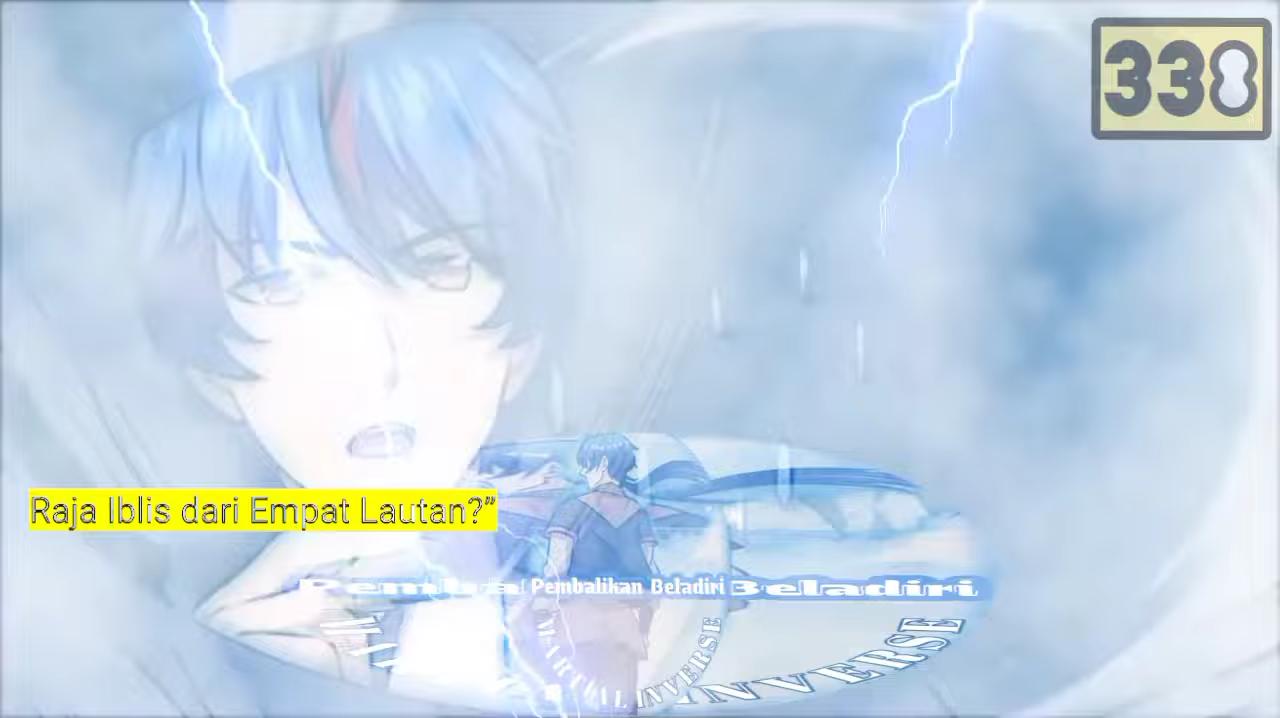 338
Raja Iblis dari Empat Lautan?”
Pembalikan Beladiri
Beladiri
MARTIAL INVERSE
INVERSE